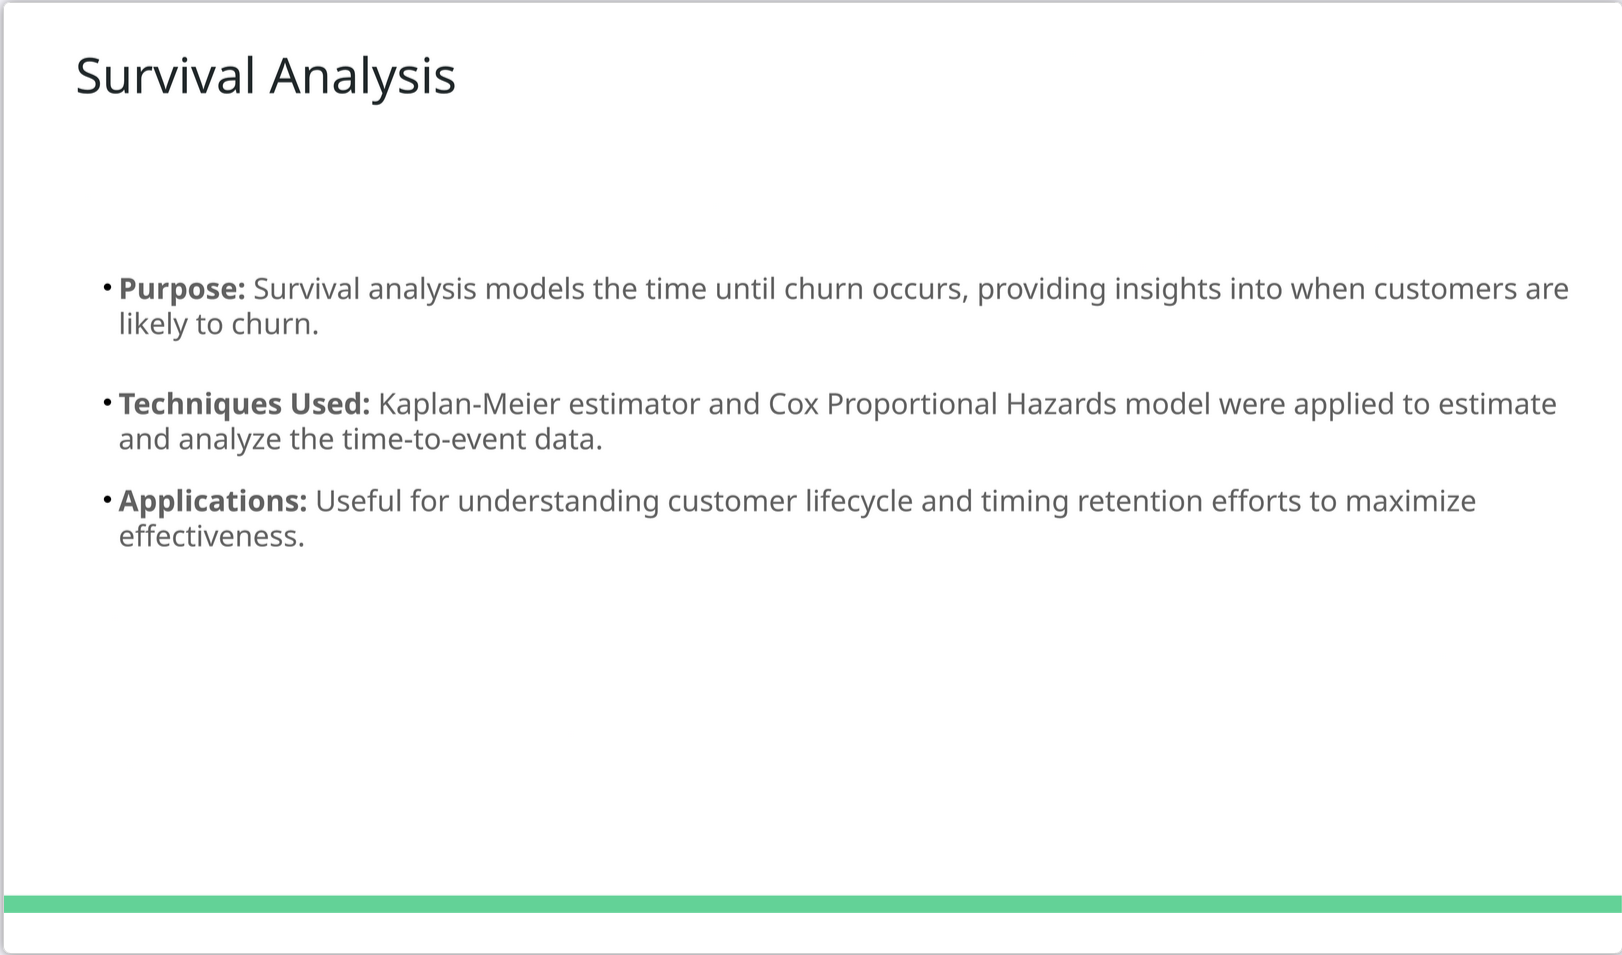 Survival Analysis
• Purpose: Survival analysis models the time until churn occurs, providing insights into when customers are
likely to churn.
• Techniques Used: Kaplan-Meier estimator and Cox Proportional Hazards model were applied to estimate
and analyze the time-to-event data.
• Applications: Useful for understanding customer lifecycle and timing retention efforts to maximize
effectiveness.